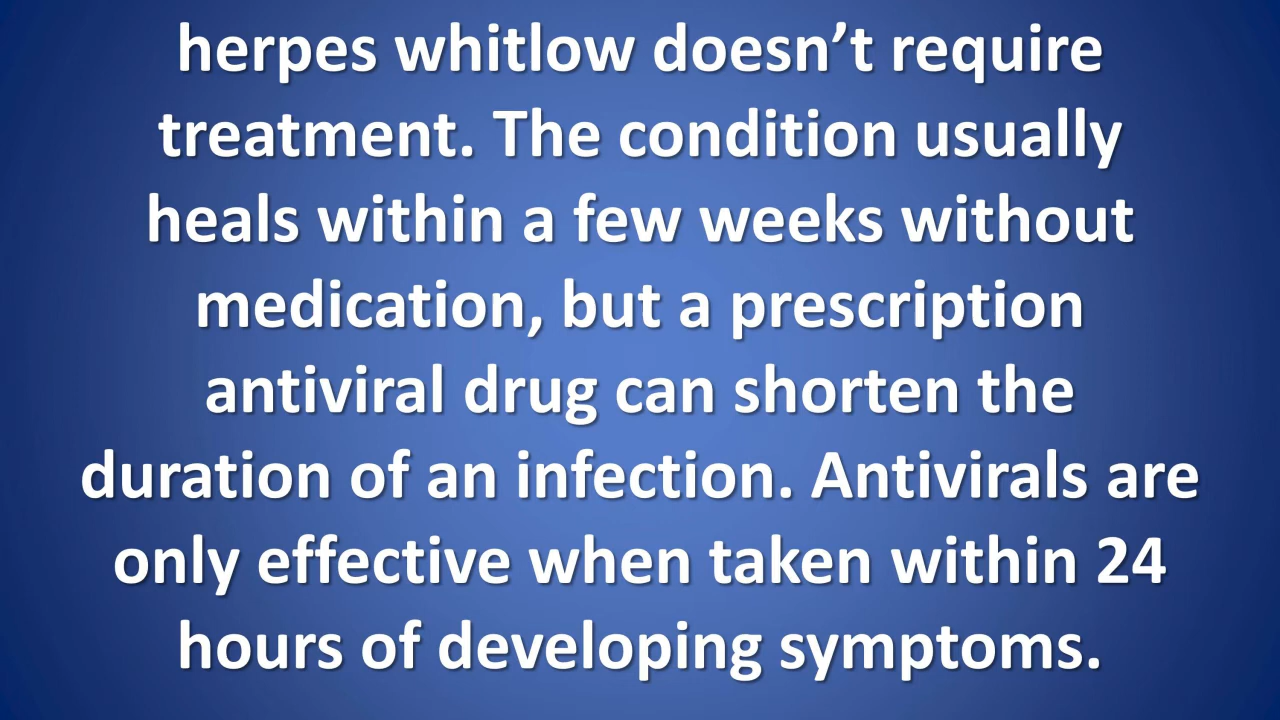 herpes whitlow doesn’t require
treatment. The condition usually
heals within a few weeks without
medication, but a prescription
antiviral drug can shorten the
duration of an infection. Antivirals are
only effective when taken within 24
hours of developing symptoms.